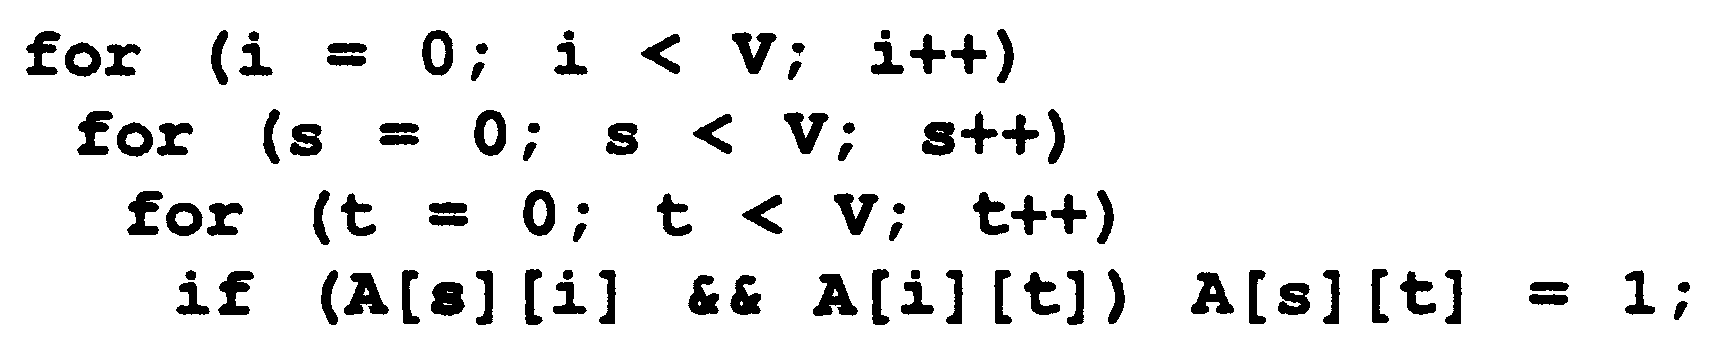 for (i = 0; i < V; i++)
for (s = 0; s < V; s++)
for (t = 0; t < V; t++)
if (A[s][i] && A[i][t]) A[s][t] = 1;